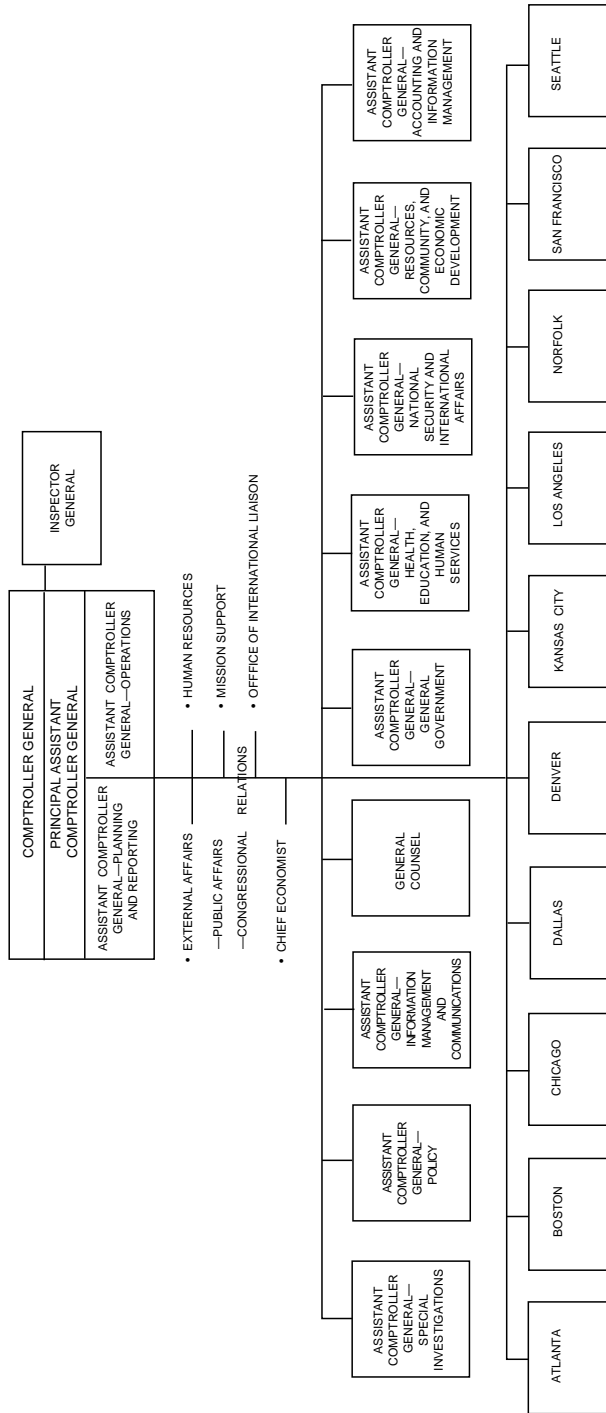 COMPTROLLER GENERAL
PRINCIPAL ASSISTANT
COMPTROLLER GENERAL
ASSISTANT COMPTROLLER
GENERAL—PLANNING
AND REPORTING
ASSISTANT COMPTROLLER
GENERAL—OPERATIONS
INSPECTOR
GENERAL
• EXTERNAL AFFAIRS
—PUBLIC AFFAIRS
—CONGRESSIONAL RELATIONS
• CHIEF ECONOMIST
• HUMAN RESOURCES
• MISSION SUPPORT
• OFFFICE OF INTERNATIONAL LIAISON
ASSISTANT
COMPTROLLER
GENERAL—
SPECIAL
INVESTIGATIONS
ASSISTANT
COMPTROLLER
GENERAL—
POLICY
ASSISTANT
COMPTROLLER
GENERAL—
INFORMATION
MANAGEMENT
AND
COMMUNICATIONS
GENERAL
COUNSEL
ASSISTANT
COMPTROLLER
GENERAL—
GENERAL
GOVERNMENT
ASSISTANT
COMPTROLLER
GENERAL—
HEALTH,
EDUCATION, AND
HUMAN
SERVICES
ASSISTANT
COMPTROLLER
GENERAL—
NATIONAL
SECURITY AND
INTERNATIONAL
AFFAIRS
ASSISTANT
COMPTROLLER
GENERAL—
RESOURCES,
COMMUNITY, AND
ECONOMIC
DEVELOPMENT
ASSISTANT
COMPTROLLER
GENERAL—
ACCOUNTING AND
INFORMATION
MANAGEMENT
ATLANTA
BOSTON
CHICAGO
DALLAS
DENVER
KANSAS CITY
LOS ANGELES
NORFOLK
SAN FRANCISCO
SEATTLE